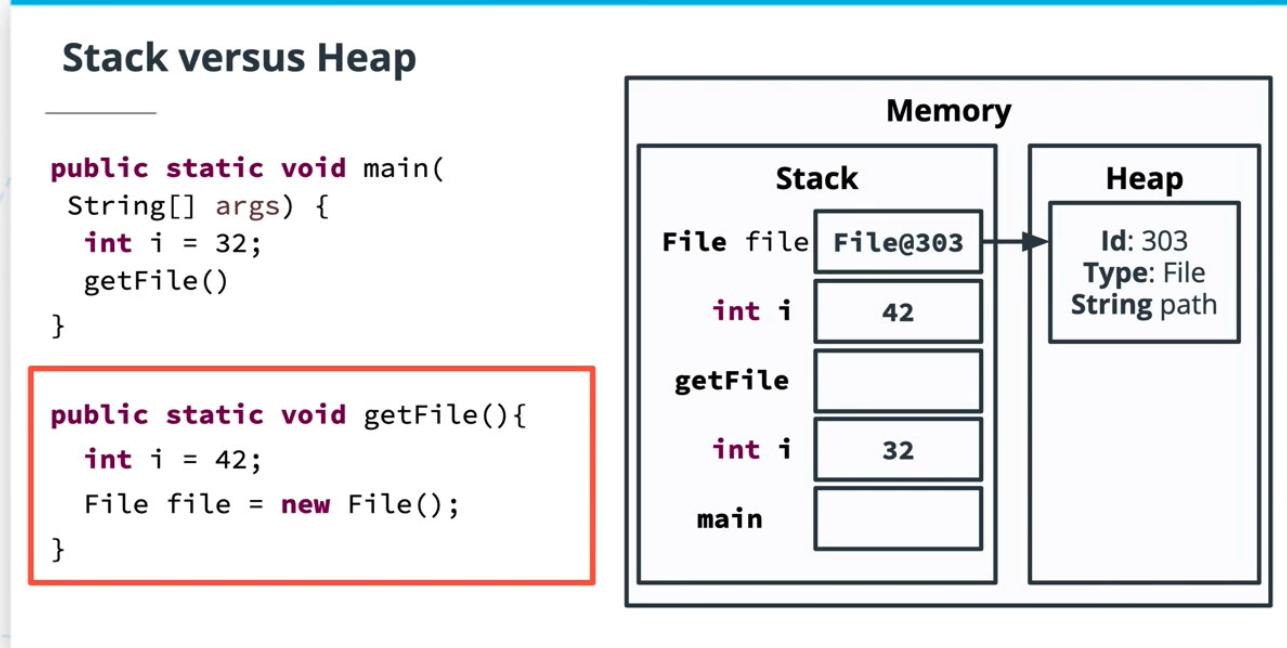 Stack versus Heap
public static void main(
String[] args) {
int i = 32;
getFile()
}
public static void getFile(){
int i = 42;
File file = new File();
}
Memory
Stack
File file File@303
int i 42
getFile
int i 32
main
Heap
Id: 303
Type: File
String path